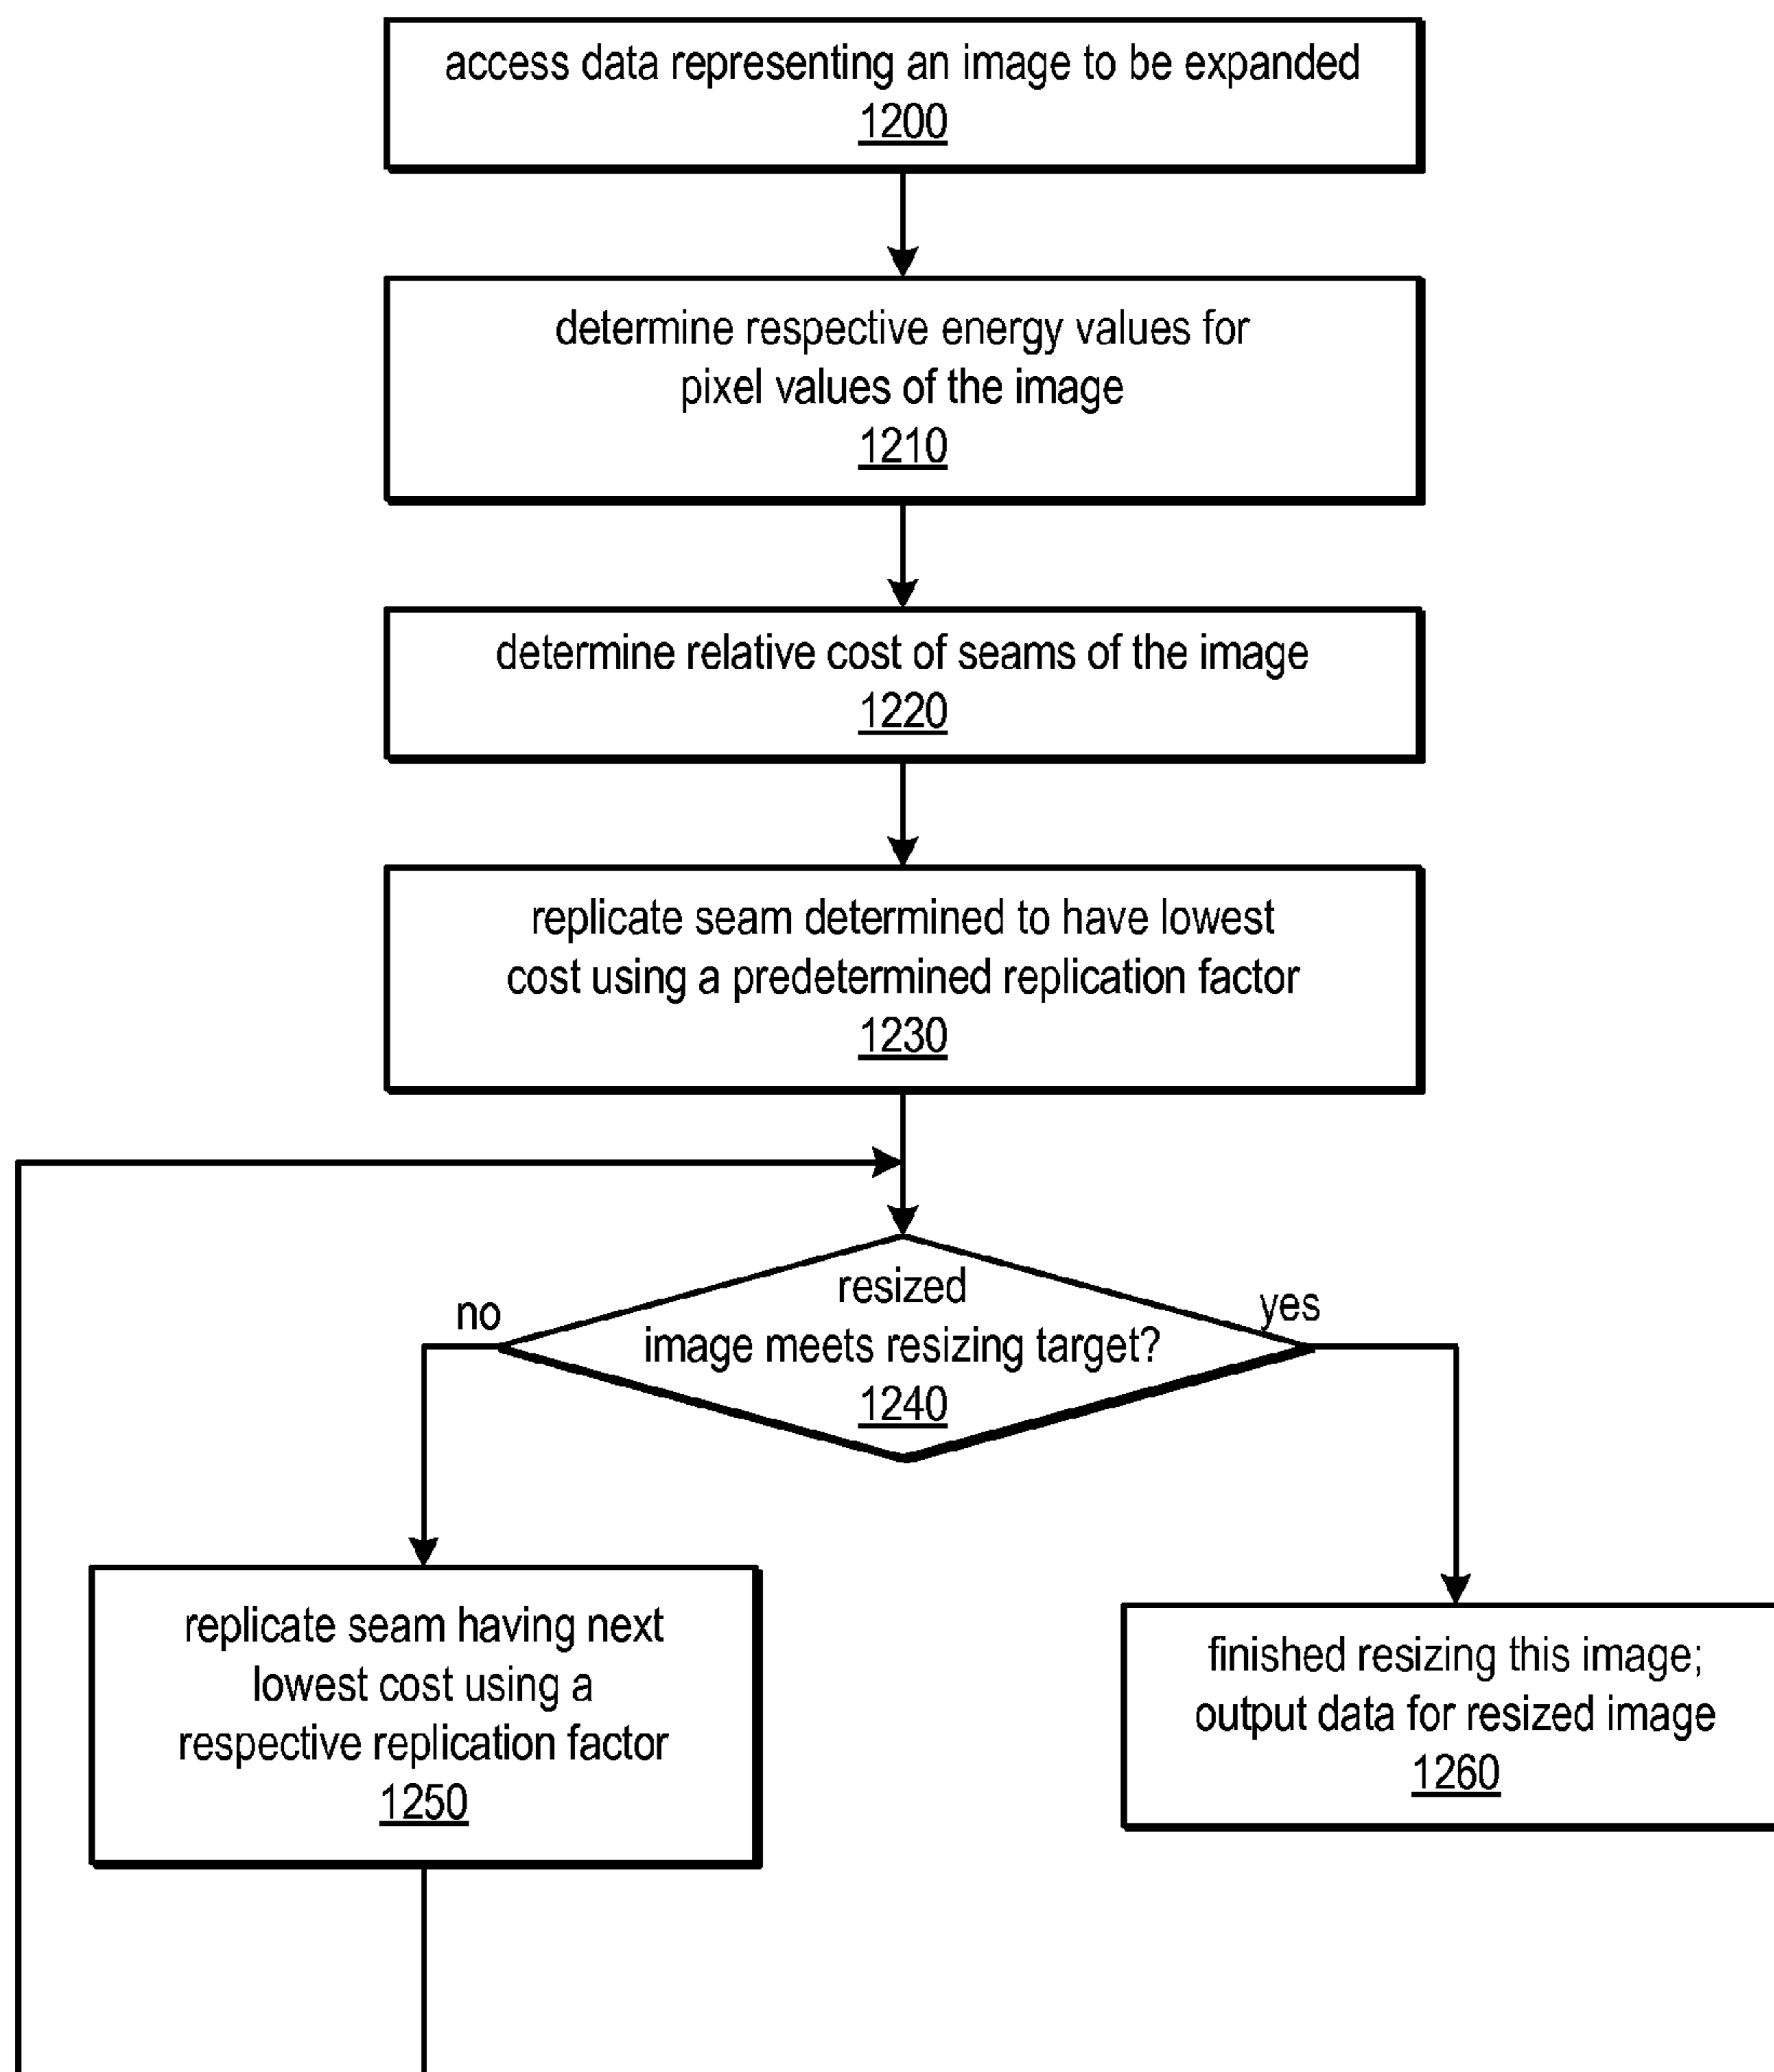 access data representing an image to be expanded
1200
determine respective energy values for
pixel values of the image
1210
determine relative cost of seams of the image
1220
replicate seam determined to have lowest
cost using a predetermined replication factor
1230
resized
image meets resizing target?
1240
no
yes
replicate seam having next
lowest cost using a
respective replication factor
1250
finished resizing this image;
output data for resized image
1260